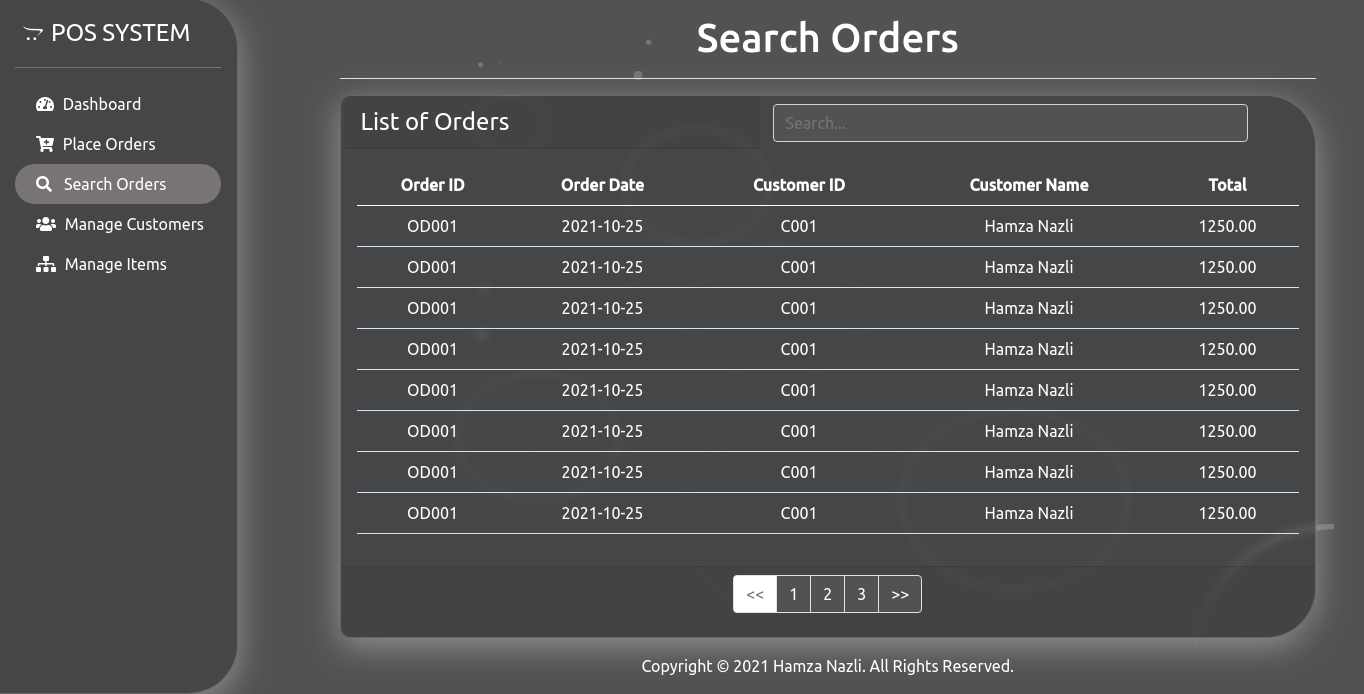 POS SYSTEM
Dashboard
Place Orders
Search Orders
Manage Customers
Manage Items
Search Orders
List of Orders
Search...
Order ID Order Date Customer ID Customer Name Total
OD001 2021-10-25 C001 Hamza Nazli 1250.00
OD001 2021-10-25 C001 Hamza Nazli 1250.00
OD001 2021-10-25 C001 Hamza Nazli 1250.00
OD001 2021-10-25 C001 Hamza Nazli 1250.00
OD001 2021-10-25 C001 Hamza Nazli 1250.00
OD001 2021-10-25 C001 Hamza Nazli 1250.00
OD001 2021-10-25 C001 Hamza Nazli 1250.00
OD001 2021-10-25 C001 Hamza Nazli 1250.00
<< 1 2 3 >>
Copyright © 2021 Hamza Nazli. All Rights Reserved.